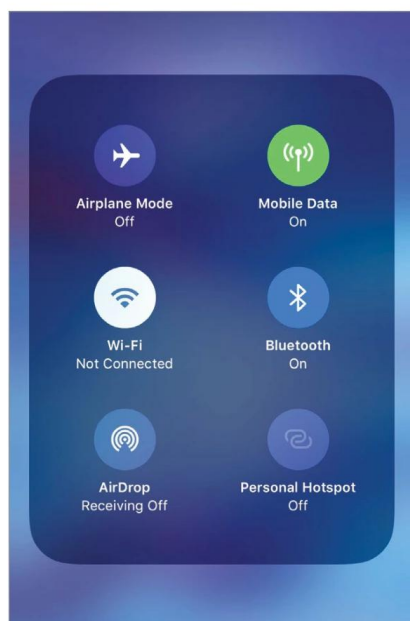 Airplane Mode
Off
Mobile Data
On
Wi-Fi
Not Connected
Bluetooth
On
AirDrop
Receiving Off
Personal Hotspot
Off